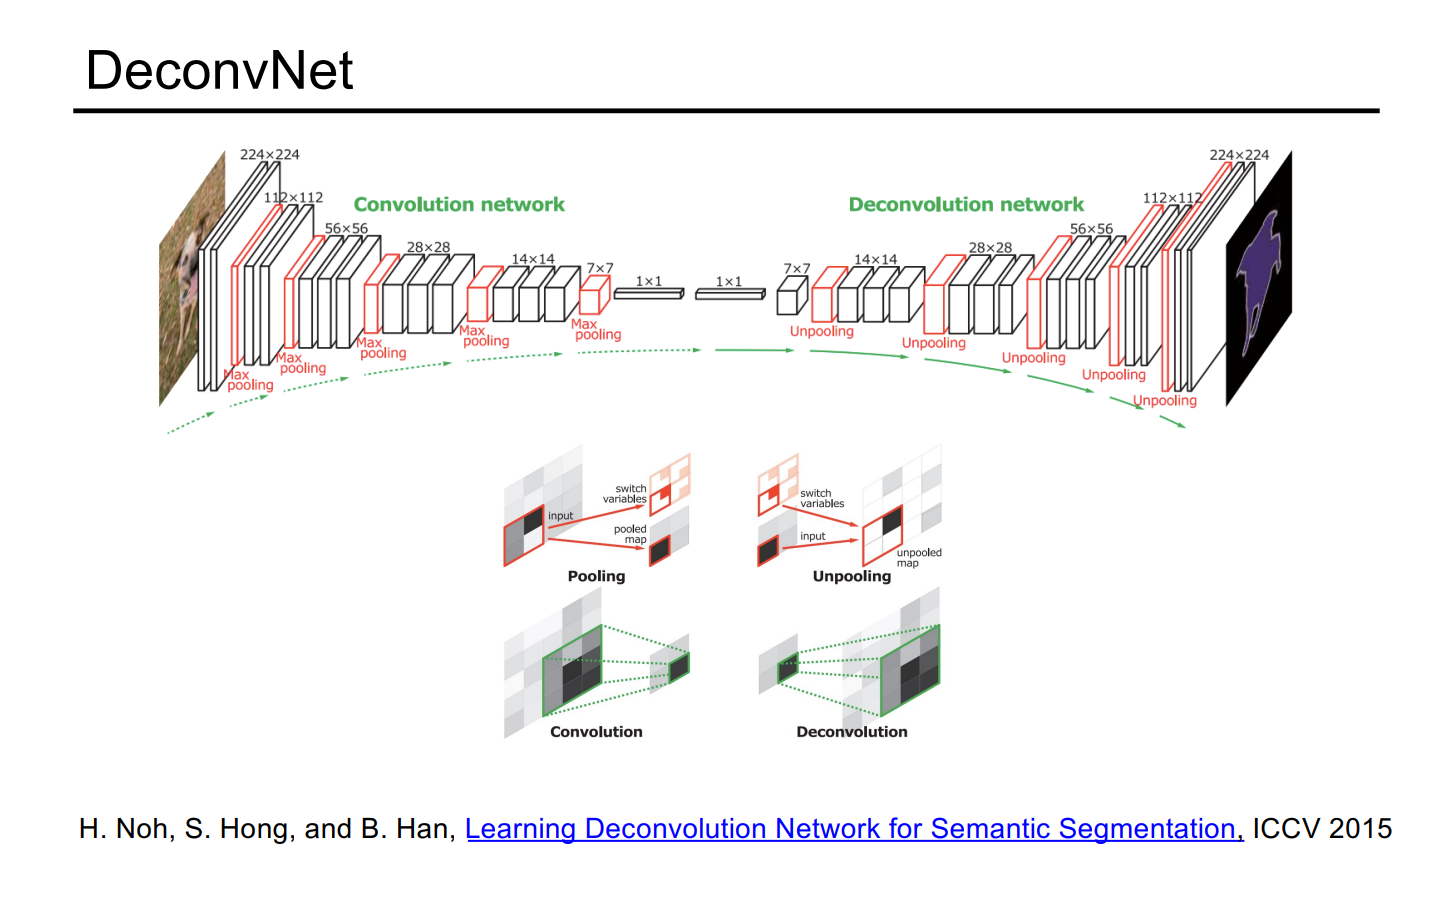 DeconvNet
224×224
112×112
56×56
28×28
14×14
7×7
1×1
1×1
7×7
14×14
28×28
56×56
112×112
224×224
Convolution network
Deconvolution network
Max
pooling
Max
pooling
Max
pooling
Max
pooling
Max
pooling
Unpooling
Unpooling
Unpooling
Unpooling
Unpooling
switch
variables
input
pooled
map
Pooling
switch
variables
input
unpooled
map
Unpooling
Convolution
Deconvolution
H. Noh, S. Hong, and B. Han, Learning Deconvolution Network for Semantic Segmentation, ICCV 2015